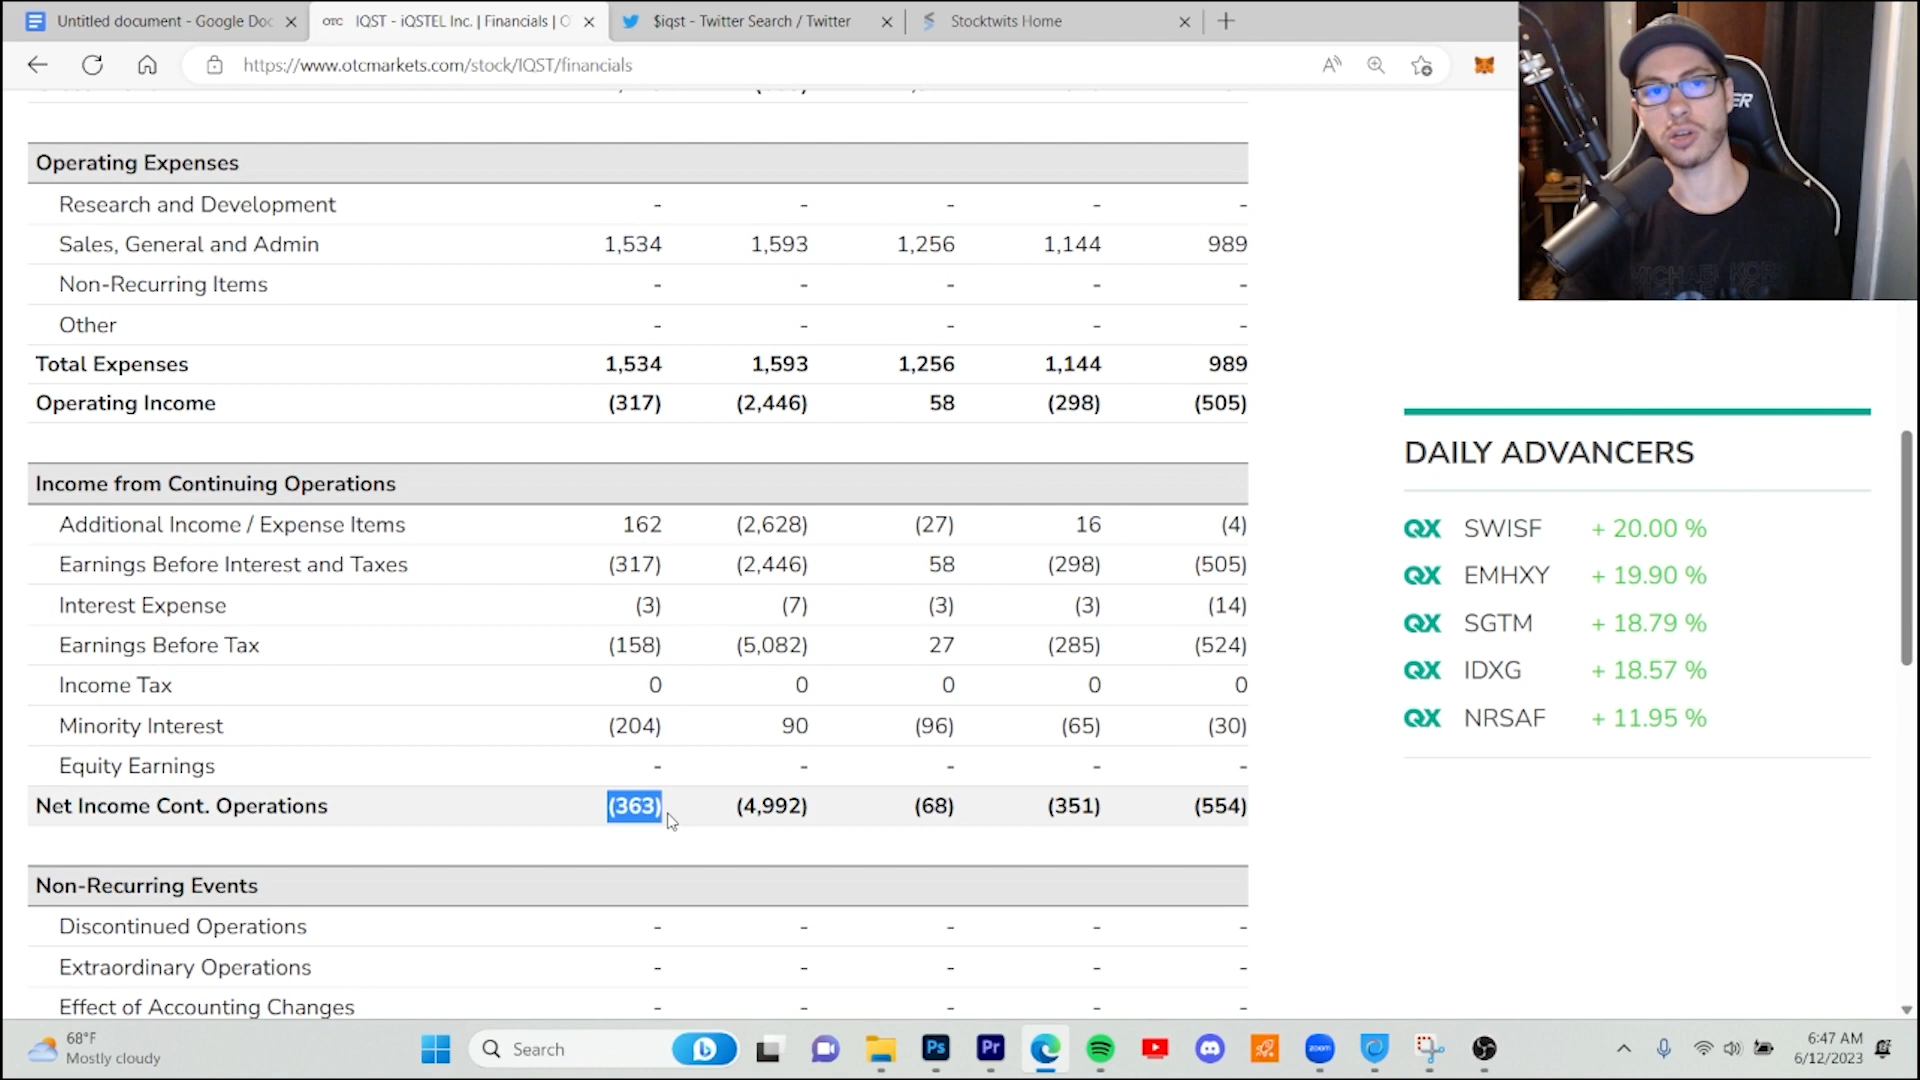 Untitled document - Google Doc
OTC IQST - iQSTEL Inc. | Financials | O
$iqst - Twitter Search / Twitter
Stocktwits Home
https://www.otcmarkets.com/stock/IQST/financials
Operating Expenses
Research and Development - - - - -
Sales, General and Admin 1,534 1,593 1,256 1,144 989
Non-Recurring Items - - - - -
Other - - - - -
Total Expenses 1,534 1,593 1,256 1,144 989
Operating Income (317) (2,446) 58 (298) (505)
Income from Continuing Operations
Additional Income / Expense Items 162 (2,628) (27) 16 (4)
Earnings Before Interest and Taxes (317) (2,446) 58 (298) (505)
Interest Expense (3) (7) (3) (3) (14)
Earnings Before Tax (158) (5,082) 27 (285) (524)
Income Tax 0 0 0 0 0
Minority Interest (204) 90 (96) (65) (30)
Equity Earnings - - - - -
Net Income Cont. Operations (363) (4,992) (68) (351) (554)
Non-Recurring Events
Discontinued Operations - - - - -
Extraordinary Operations - - - - -
Effect of Accounting Changes - - - - -
DAILY ADVANCERS
QX SWISF + 20.00 %
QX EMHXY + 19.90 %
QX SGTM + 18.79 %
QX IDXG + 18.57 %
QX NRSAF + 11.95 %
MICHAEL KORS
68°F
Mostly cloudy
Search
Ps
Pr
zoom
6:47 AM
6/12/2023